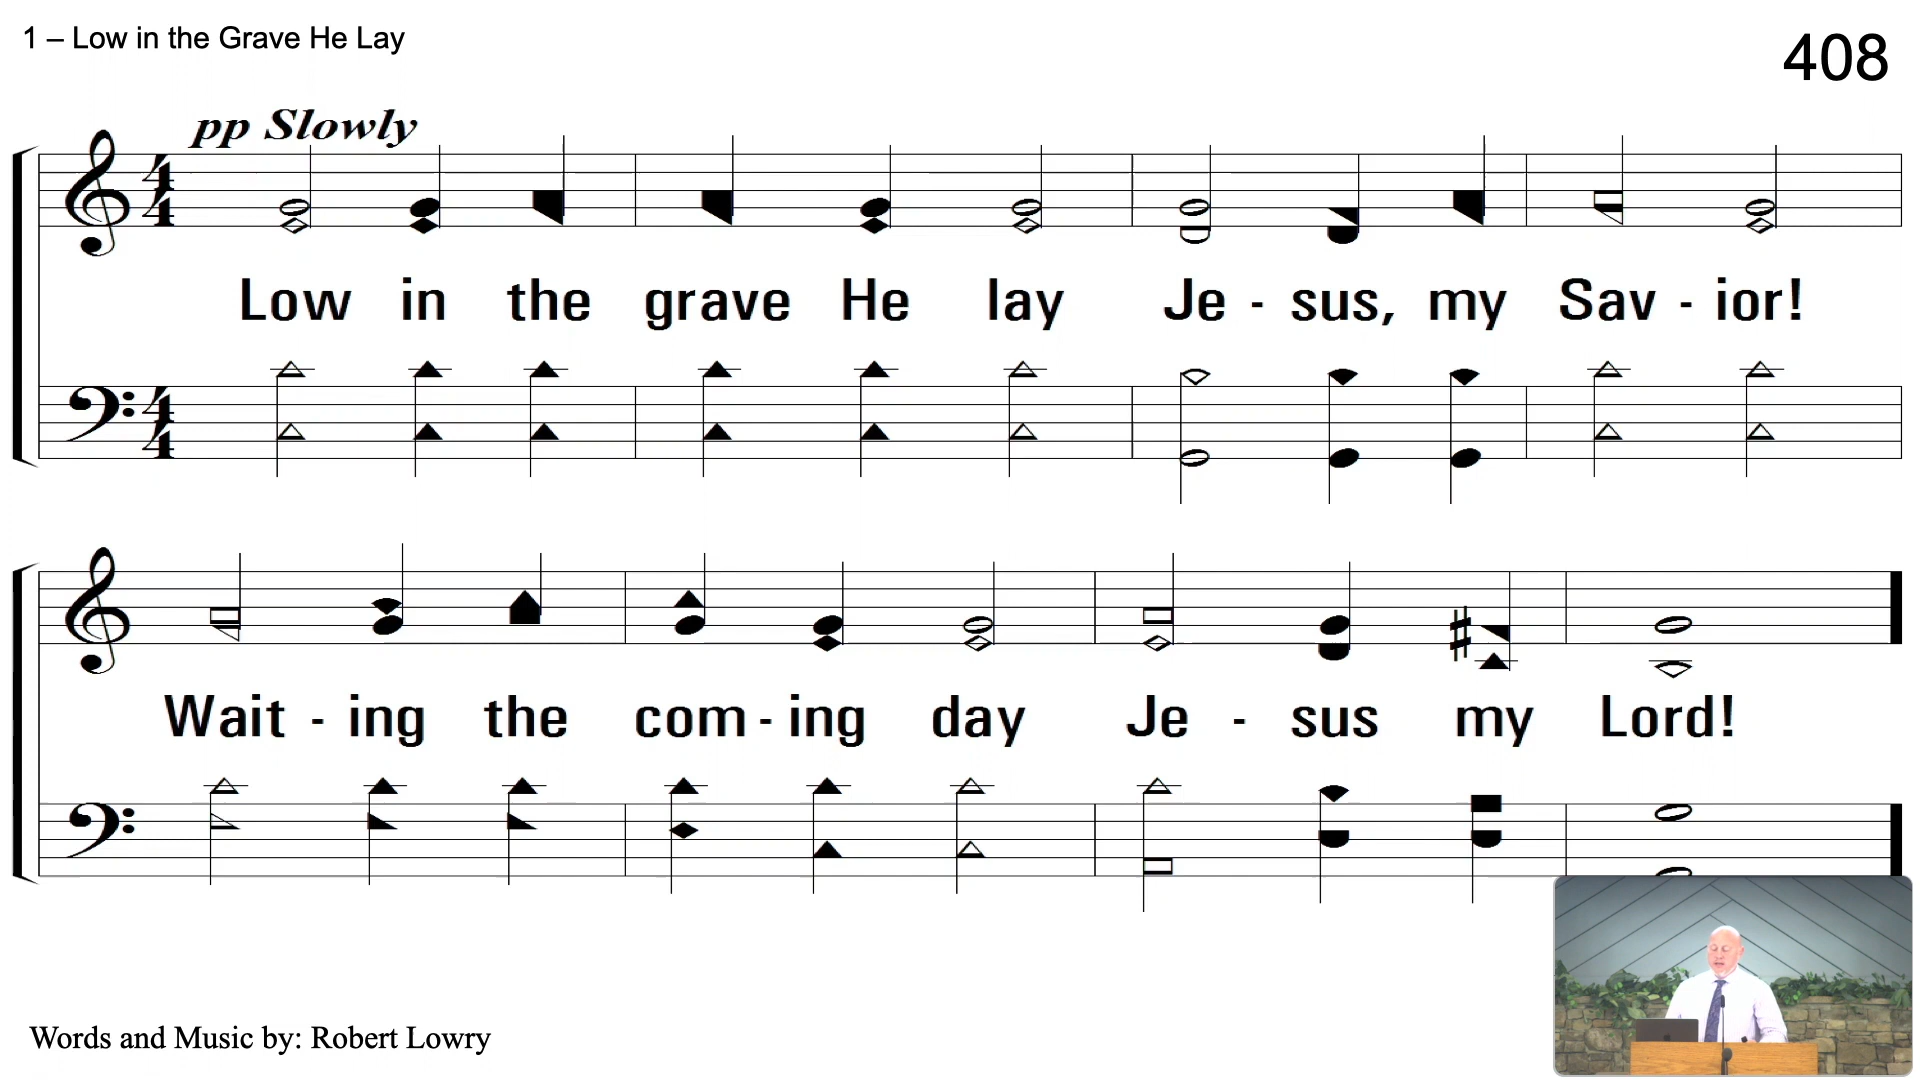 1 – Low in the Grave He Lay
408
pp Slowly
Low in the grave He lay Je - sus, my Sav - ior!
Wait - ing the com - ing day Je - sus my Lord!
Words and Music by: Robert Lowry